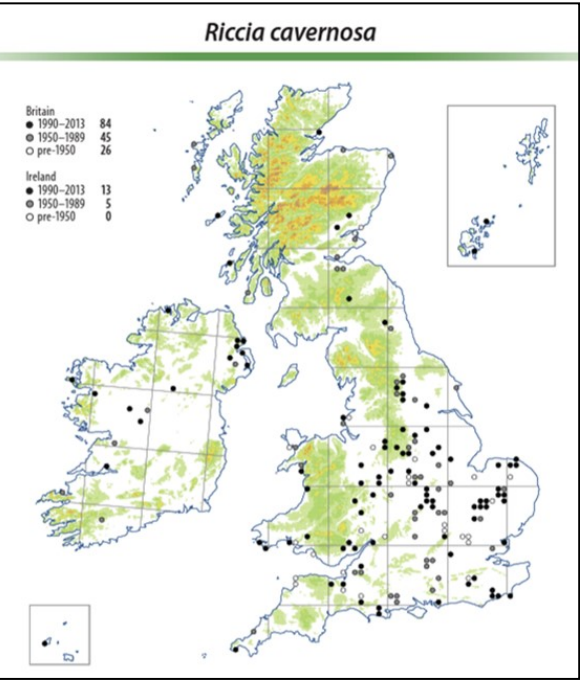 Riccia cavernosa
Britain
1990–2013 84
1950–1989 45
pre-1950 26
Ireland
1990–2013 13
1950–1989 5
pre-1950 0